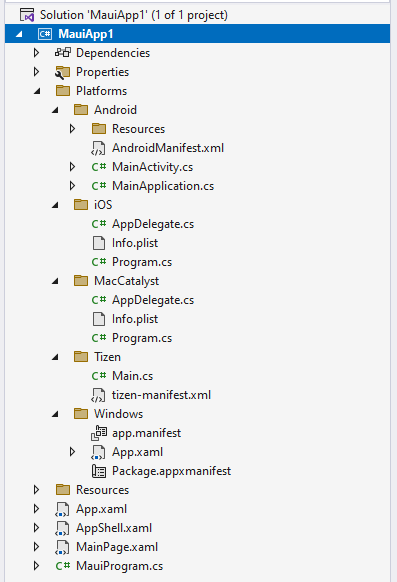 Solution 'MauiApp1' (1 of 1 project)
C# MauiApp1
Dependencies
Properties
Platforms
Android
Resources
AndroidManifest.xml
C# MainActivity.cs
C# MainApplication.cs
iOS
C# AppDelegate.cs
Info.plist
C# Program.cs
MacCatalyst
C# AppDelegate.cs
Info.plist
C# Program.cs
Tizen
C# Main.cs
tizen-manifest.xml
Windows
app.manifest
App.xaml
Package.appxmanifest
Resources
App.xaml
AppShell.xaml
MainPage.xaml
C# MauiProgram.cs